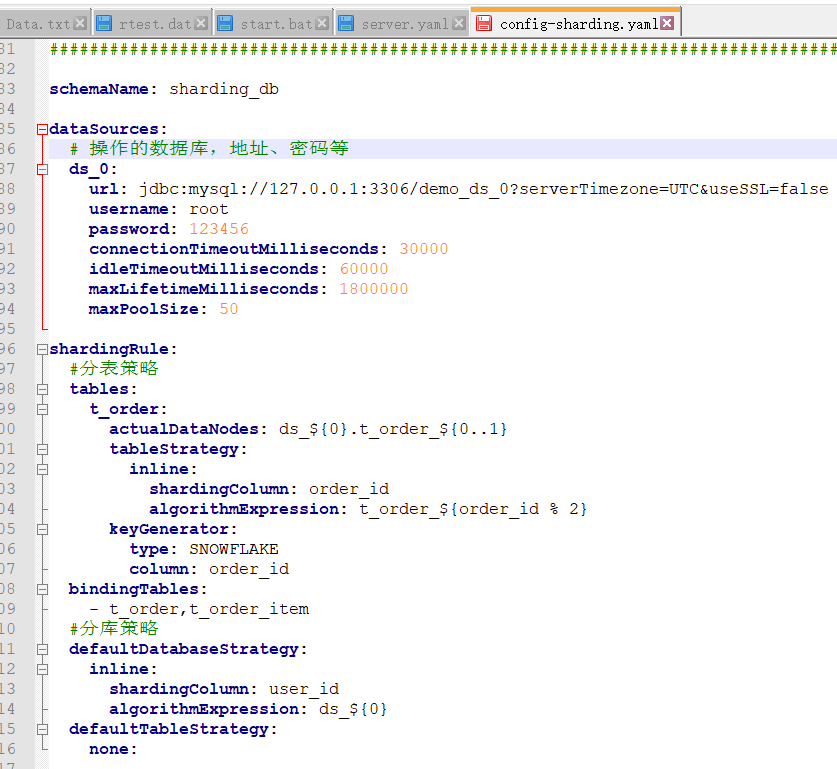 Data.txt rtest.dat start.bat server.yaml config-sharding.yaml
81 ###############################################################################
82
83 schemaName: sharding_db
84
85 dataSources:
86 # 操作的数据库，地址、密码等
87 ds_0:
88 url: jdbc:mysql://127.0.0.1:3306/demo_ds_0?serverTimezone=UTC&useSSL=false
89 username: root
90 password: 123456
91 connectionTimeoutMilliseconds: 30000
92 idleTimeoutMilliseconds: 60000
93 maxLifetimeMilliseconds: 1800000
94 maxPoolSize: 50
95
96 shardingRule:
97 #分表策略
98 tables:
99 t_order:
00 actualDataNodes: ds_${0}.t_order_${0..1}
01 tableStrategy:
02 inline:
03 shardingColumn: order_id
04 algorithmExpression: t_order_${order_id % 2}
05 keyGenerator:
06 type: SNOWFLAKE
07 column: order_id
08 bindingTables:
09 - t_order,t_order_item
10 #分库策略
11 defaultDatabaseStrategy:
12 inline:
13 shardingColumn: user_id
14 algorithmExpression: ds_${0}
15 defaultTableStrategy:
16 none:
17